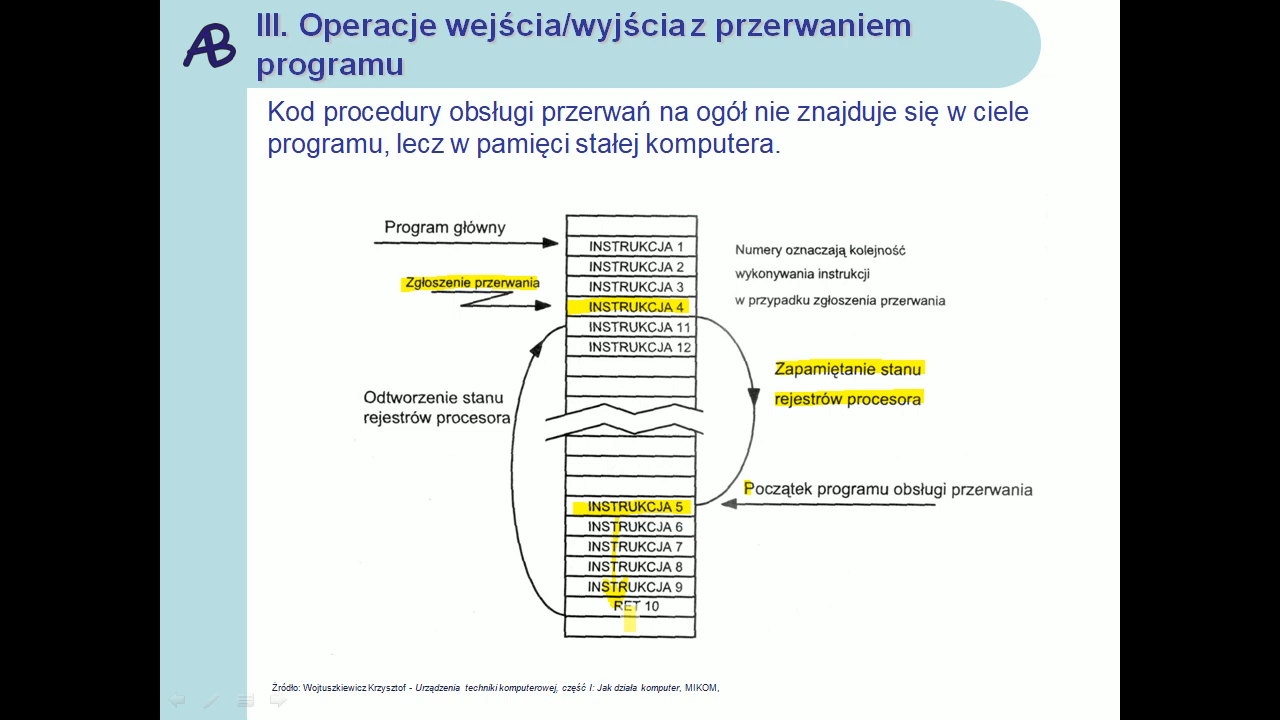 AB
III. Operacje wejścia/wyjścia z przerwaniem
programu
Kod procedury obsługi przerwań na ogół nie znajduje się w ciele
programu, lecz w pamięci stałej komputera.
Program główny
INSTRUKCJA 1
INSTRUKCJA 2
INSTRUKCJA 3
INSTRUKCJA 4
INSTRUKCJA 11
INSTRUKCJA 12
Zgłoszenie przerwania
Numery oznaczają kolejność
wykonywania instrukcji
w przypadku zgłoszenia przerwania
Zapamiętanie stanu
rejestrów procesora
Odtworzenie stanu
rejestrów procesora
Początek programu obsługi przerwania
INSTRUKCJA 5
INSTRUKCJA 6
INSTRUKCJA 7
INSTRUKCJA 8
INSTRUKCJA 9
RET 10
Źródło: Wojtuszkiewicz Krzysztof - Urządzenia techniki komputerowej, część I: Jak działa komputer, MIKOM,